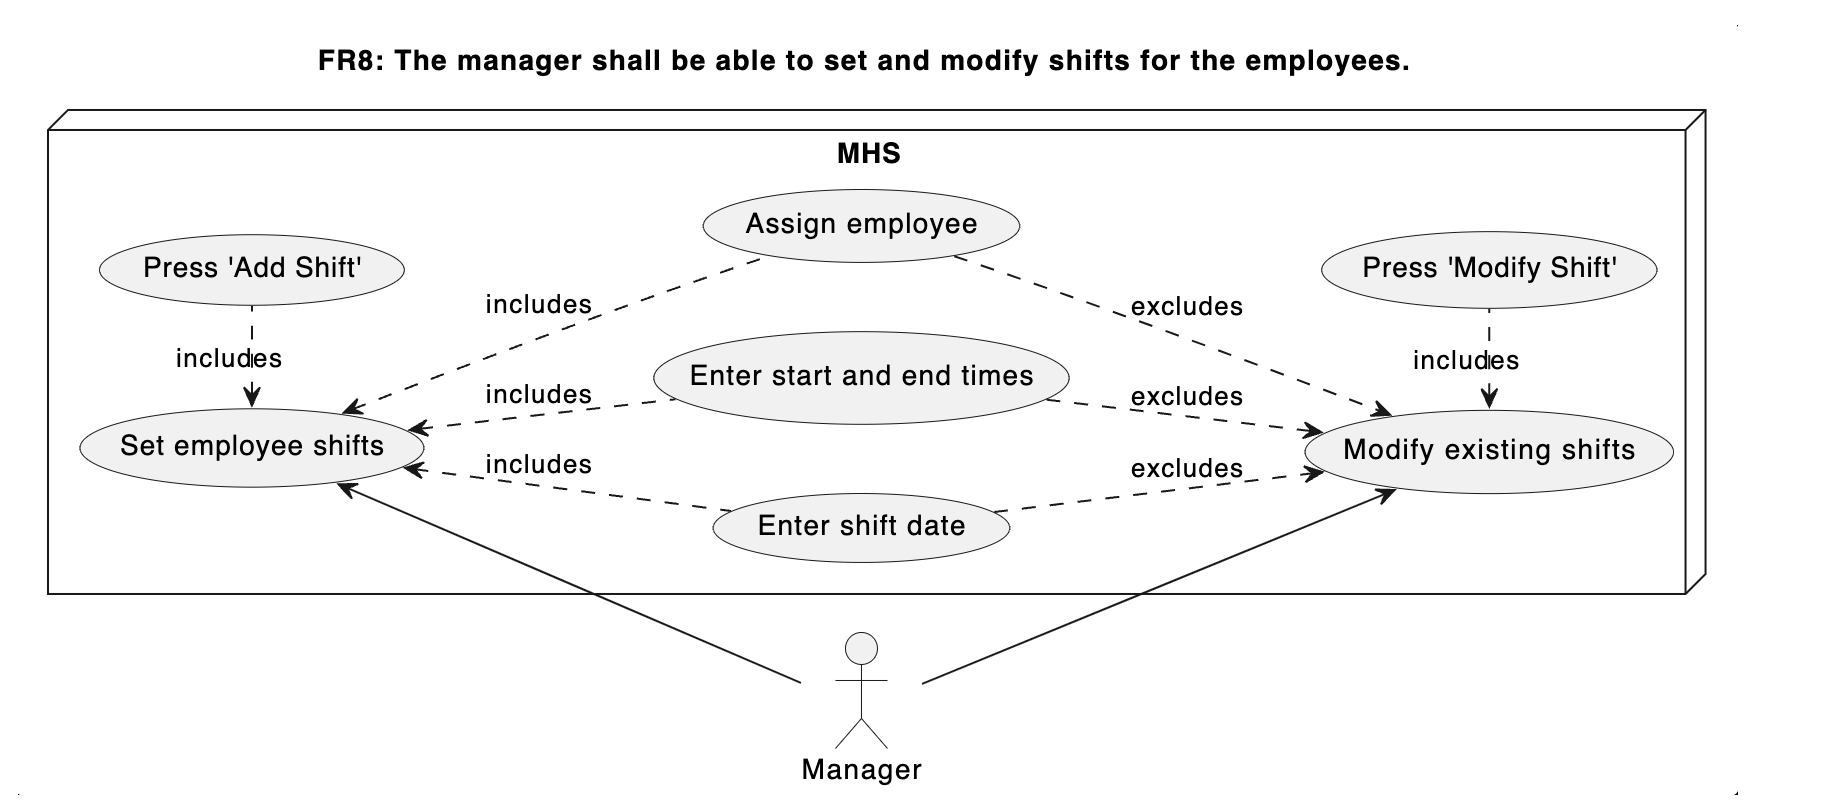 FR8: The manager shall be able to set and modify shifts for the employees.
MHS
Assign employee
Press 'Add Shift'
Press 'Modify Shift'
includes
excludes
includes
includes
Enter start and end times
includes
excludes
Set employee shifts
Modify existing shifts
includes
excludes
Enter shift date
Manager